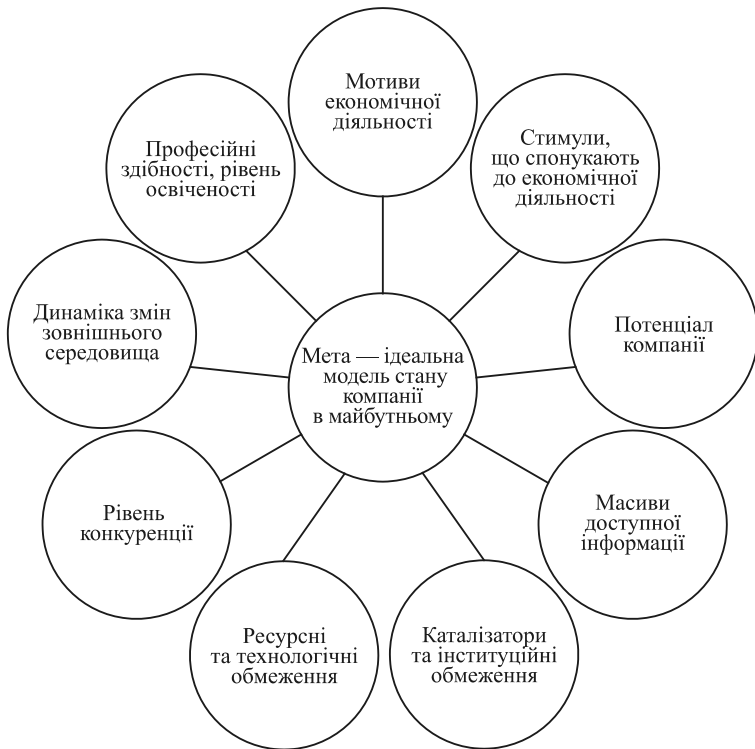 Мотиви
економічної
діяльності
Стимули,
що спонукають
до економічної
діяльності
Потенціал
компанії
Масиви
доступної
інформації
Каталізатори
та інституційні
обмеження
Ресурсні
та технологічні
обмеження
Рівень
конкуренції
Динаміка змін
зовнішнього
середовища
Професійні
здібності, рівень
освіченості
Мета — ідеальна
модель стану
компанії
в майбутньому